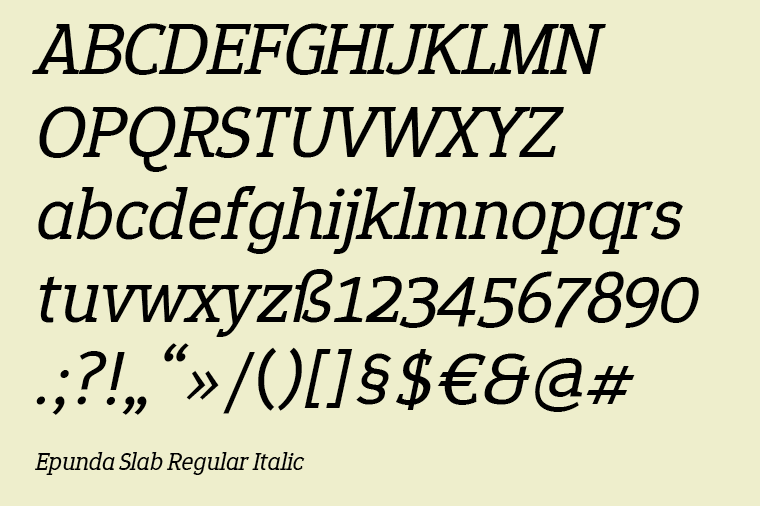 ABCDEFGHIJKLMN
OPQRSTUVWXYZ
abcdefghijklmnopqrs
tuvwxyzß1234567890
.;?!„“»/()[]§$€&@#
Epunda Slab Regular Italic